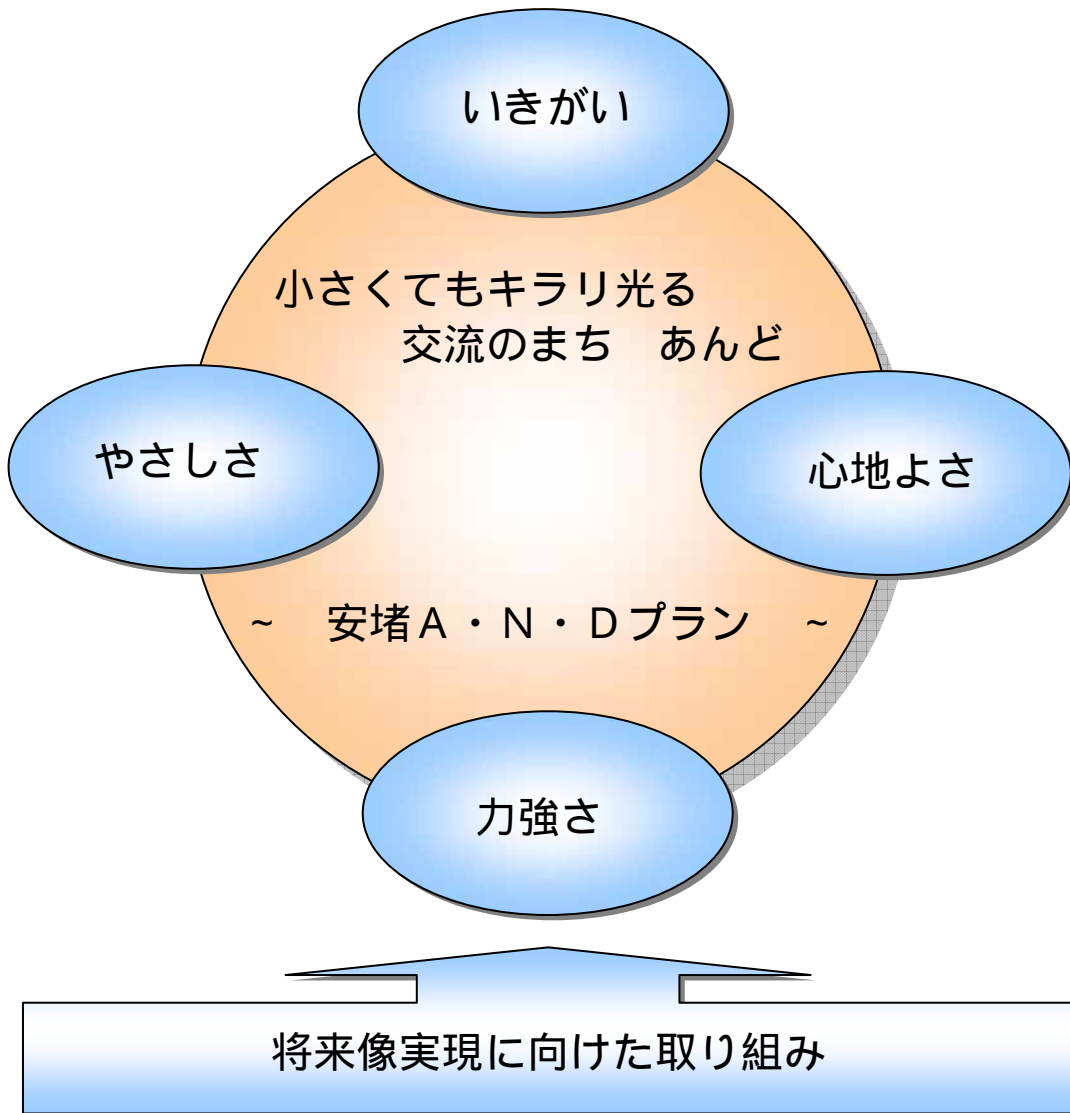 いきがい
小さくてもキラリ光る
交流のまち　あんど
やさしさ
心地よさ
~　安堵Ａ・Ｎ・Ｄプラン　~
力強さ
将来像実現に向けた取り組み